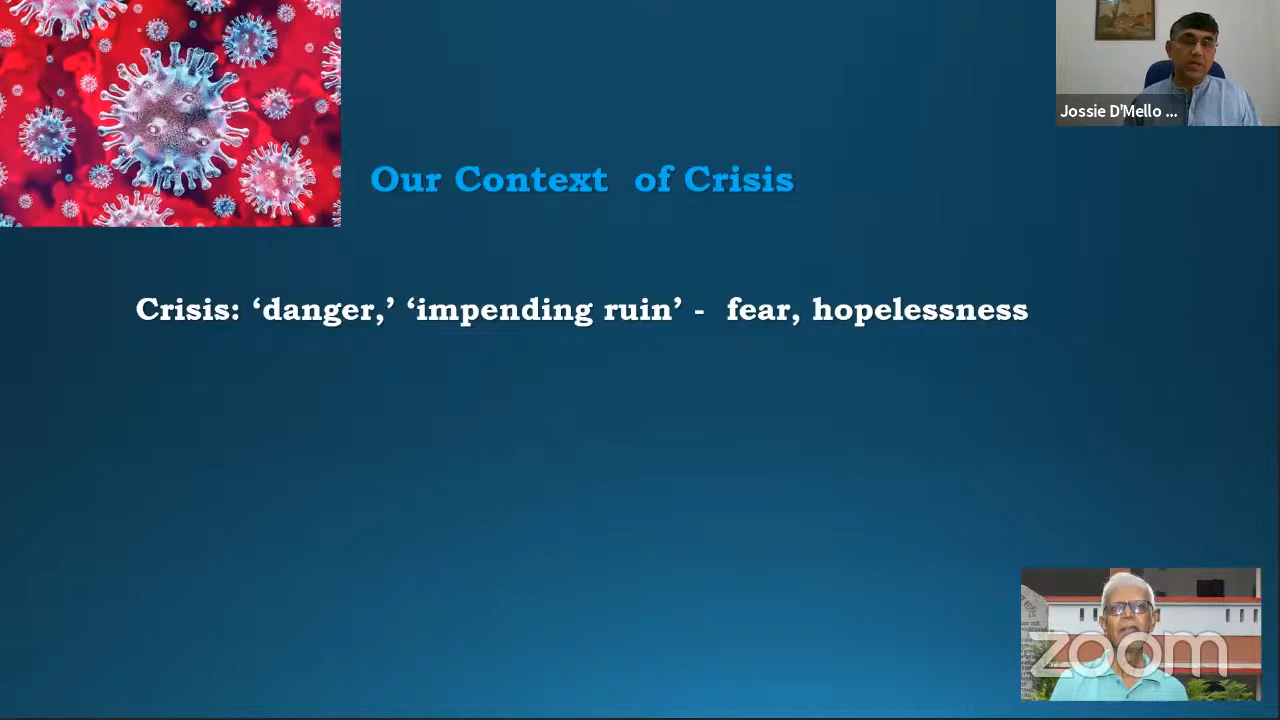 Jossie D'Mello ...
Our Context of Crisis
Crisis: ‘danger,’ ‘impending ruin’ - fear, hopelessness
zoom